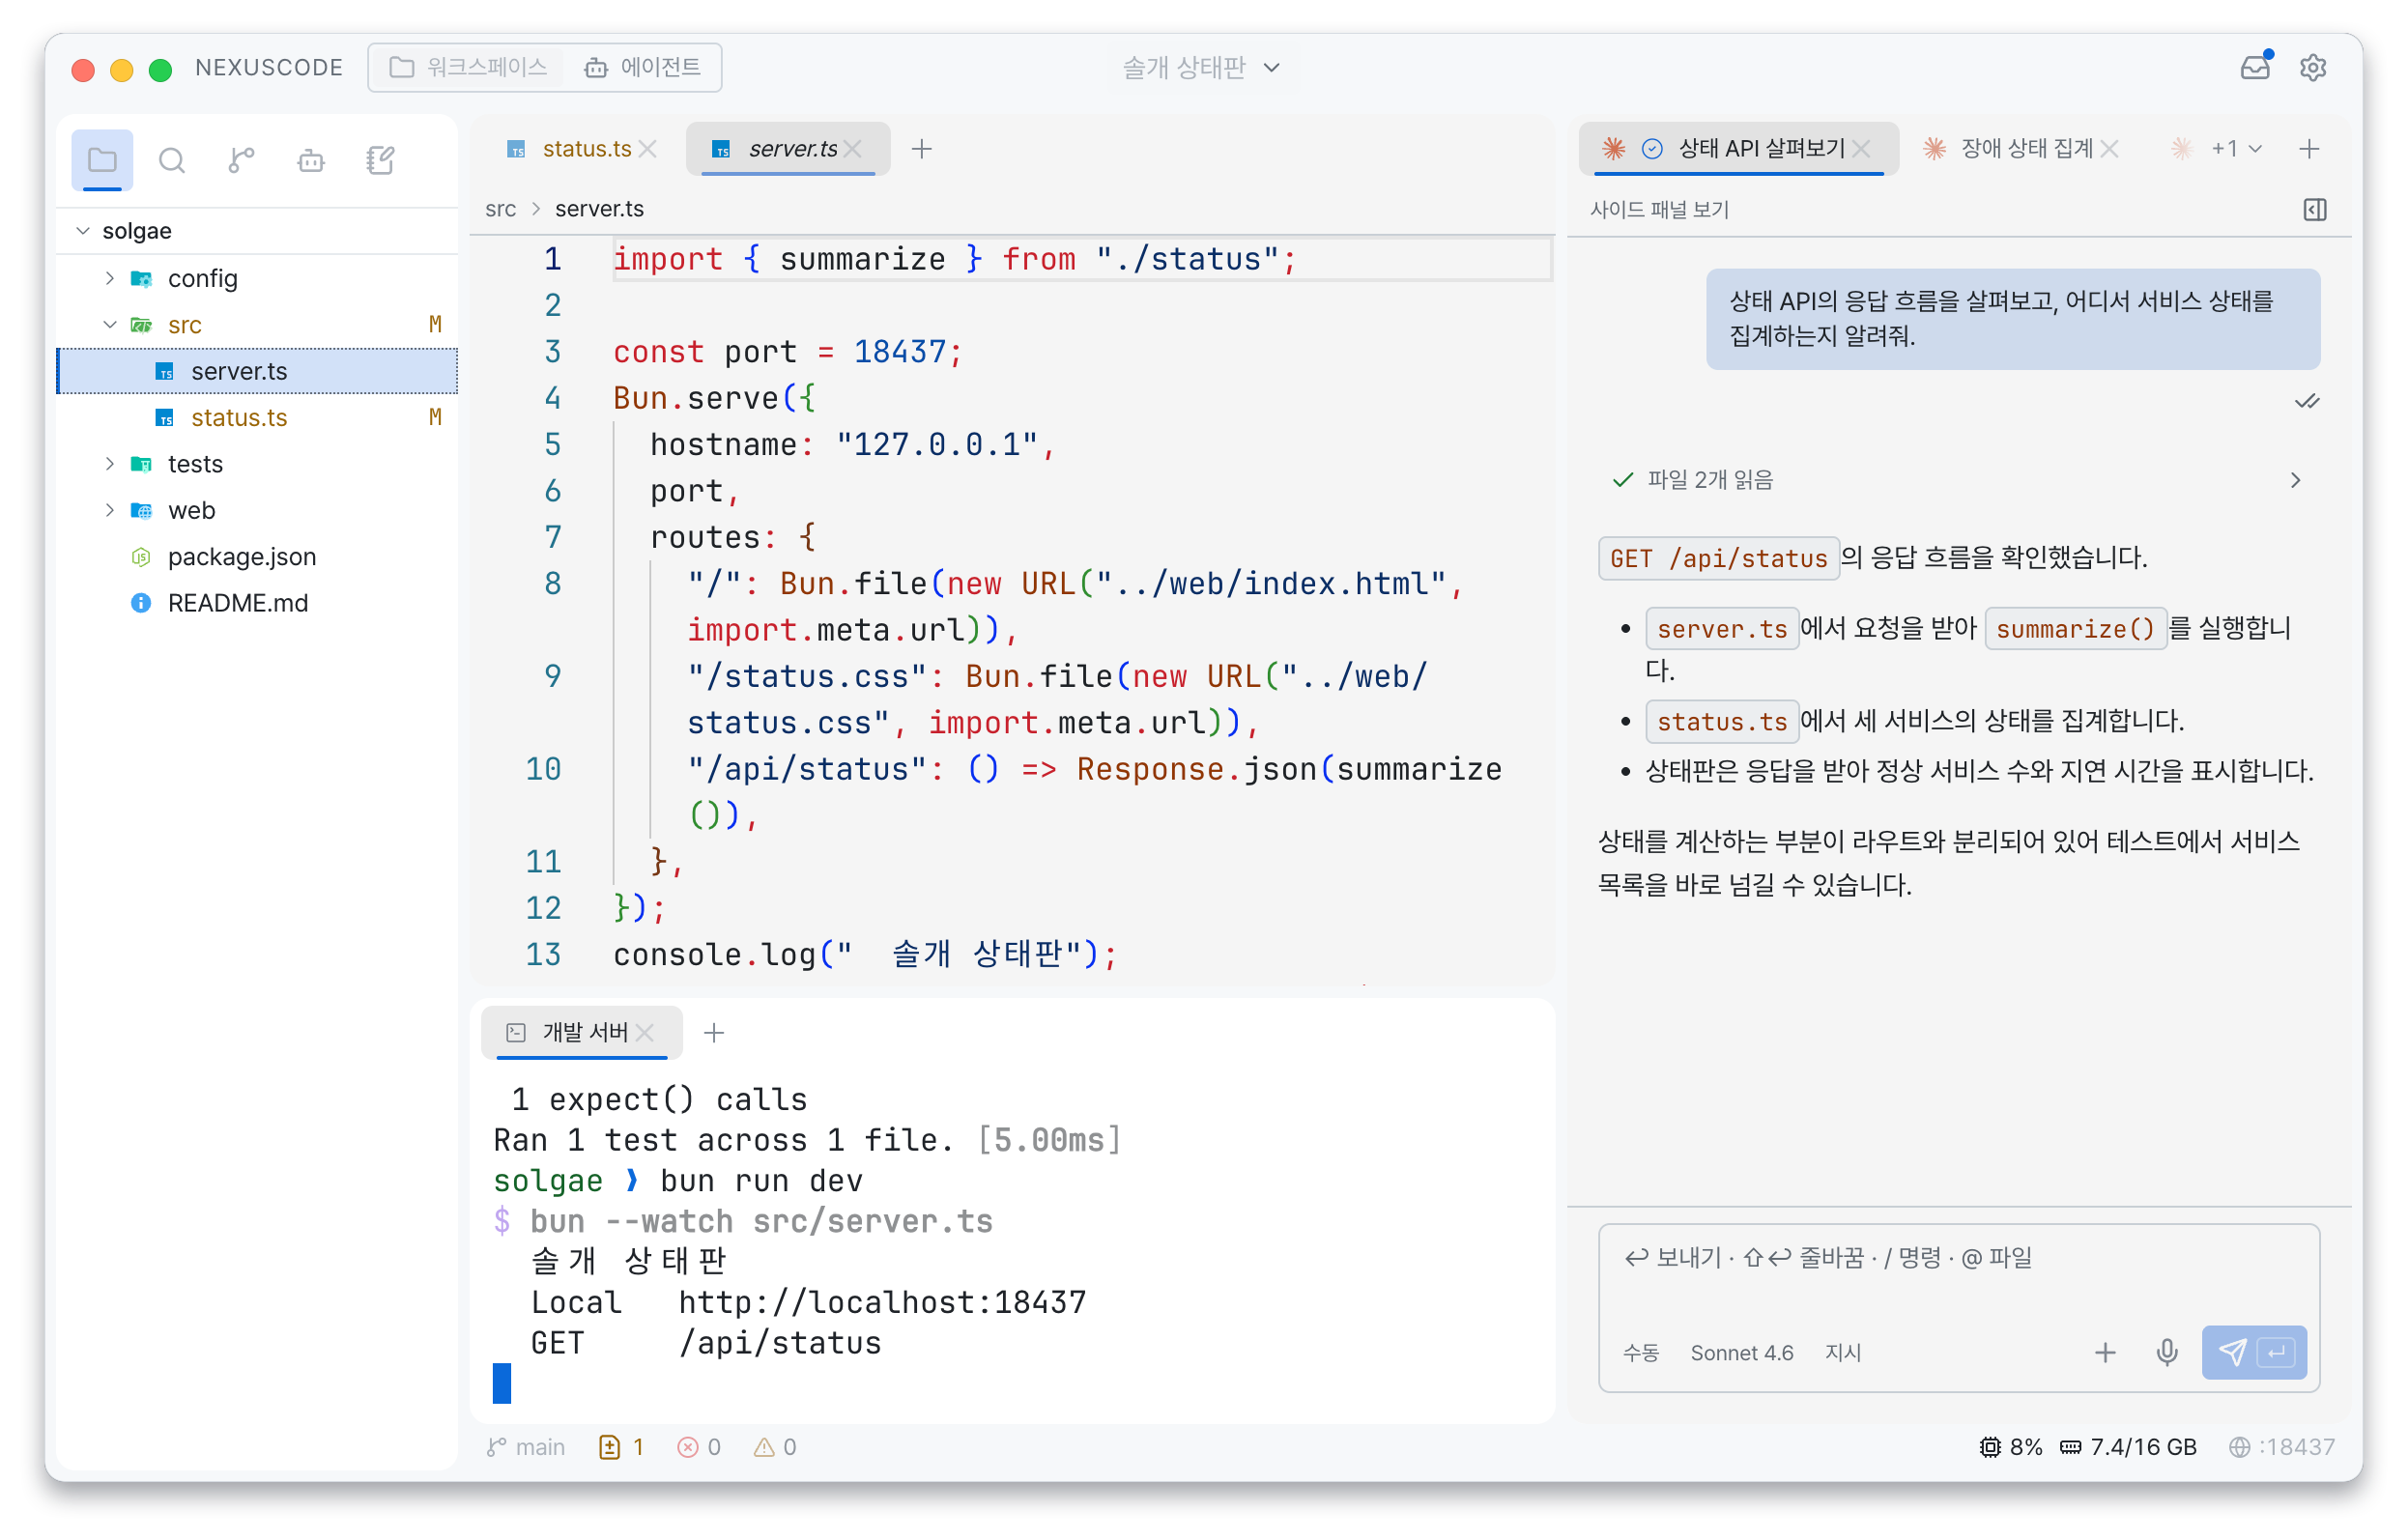 NEXUSCODE
워크스페이스
에이전트
솔개 상태판
solgae
config
src M
server.ts
status.ts M
tests
web
package.json
README.md
status.ts
server.ts
src > server.ts
1 import { summarize } from "./status";
2
3 const port = 18437;
4 Bun.serve({
5 hostname: "127.0.0.1",
6 port,
7 routes: {
8 "/": Bun.file(new URL("../web/index.html",
import.meta.url)),
9 "/status.css": Bun.file(new URL("../web/
status.css", import.meta.url)),
10 "/api/status": () => Response.json(summarize
()),
11 },
12 });
13 console.log("  솔개 상태판");
개발 서버
1 expect() calls
Ran 1 test across 1 file. [5.00ms]
solgae ❯ bun run dev
$ bun --watch src/server.ts
솔개 상태판
Local http://localhost:18437
GET /api/status
main
1
0
0
상태 API 살펴보기
장애 상태 집계
+1
사이드 패널 보기
상태 API의 응답 흐름을 살펴보고, 어디서 서비스 상태를
집계하는지 알려줘.
파일 2개 읽음
GET /api/status의 응답 흐름을 확인했습니다.
• server.ts에서 요청을 받아 summarize()를 실행합니
다.
• status.ts에서 세 서비스의 상태를 집계합니다.
• 상태판은 응답을 받아 정상 서비스 수와 지연 시간을 표시합니다.
상태를 계산하는 부분이 라우트와 분리되어 있어 테스트에서 서비스
목록을 바로 넘길 수 있습니다.
↩ 보내기 · ⇧↩ 줄바꿈 · / 명령 · @ 파일
수동 Sonnet 4.6 지시
8% 7.4/16 GB :18437